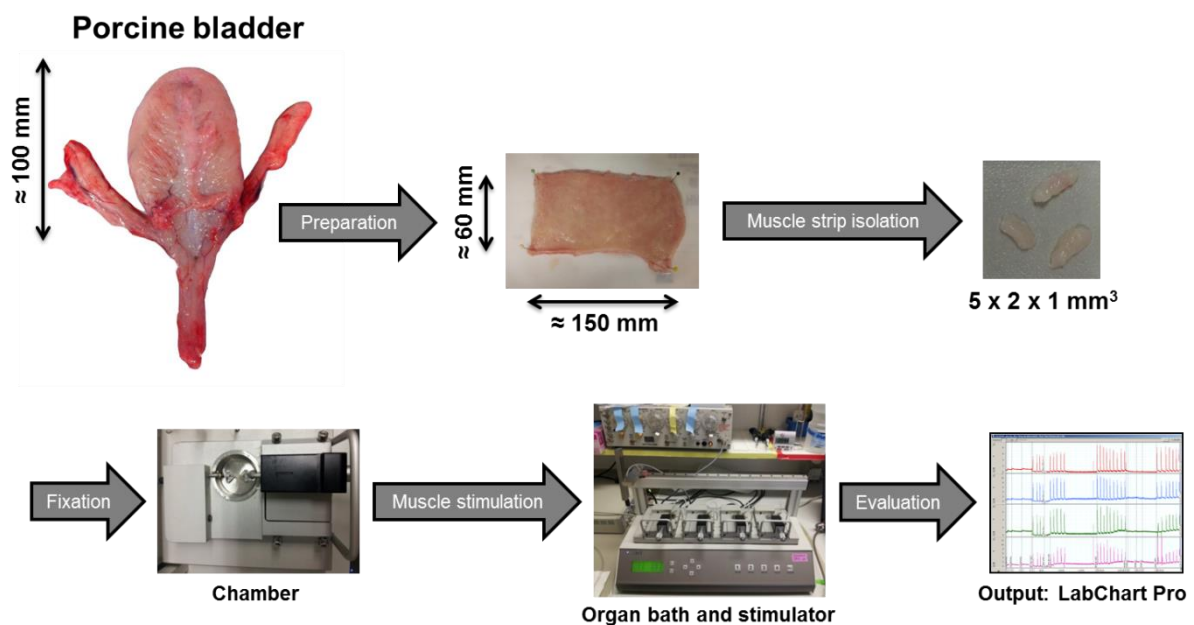 Porcine bladder
≈ 100 mm
Preparation
≈ 60 mm
≈ 150 mm
Muscle strip isolation
5 x 2 x 1 mm³
Fixation
Chamber
Muscle stimulation
Organ bath and stimulator
Evaluation
Output: LabChart Pro